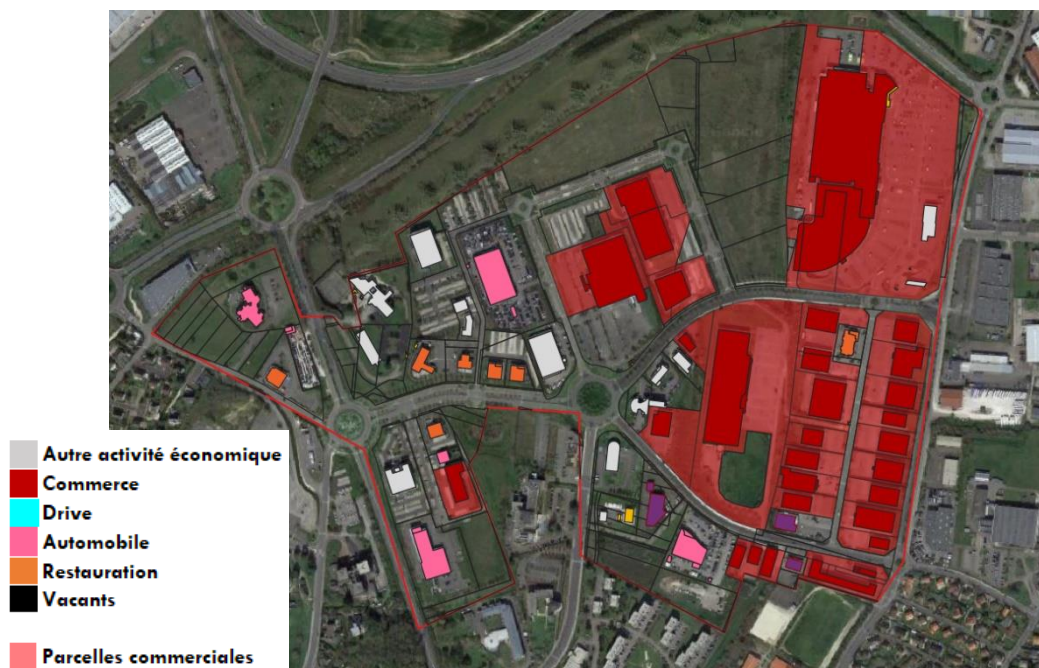 Autre activité économique
Commerce
Drive
Automobile
Restauration
Vacants
Parcelles commerciales